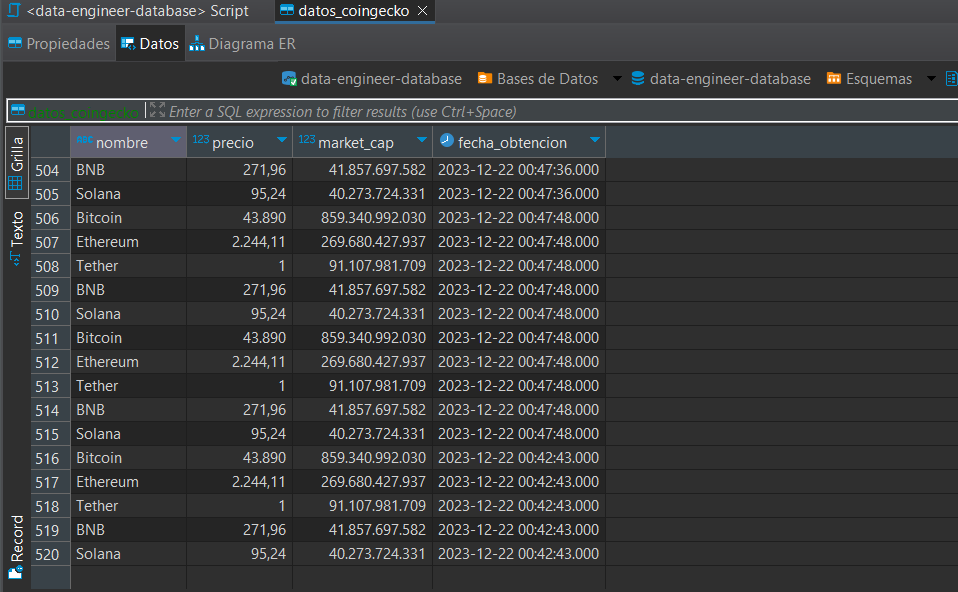 <data-engineer-database> Script datos_coingecko
Propiedades Datos Diagrama ER
data-engineer-database Bases de Datos data-engineer-database Esquemas
datos_coingecko Enter a SQL expression to filter results (use Ctrl+Space)
Grilla
Texto
Record
abc nombre 123 precio 123 market_cap fecha_obtencion
504 BNB 271,96 41.857.697.582 2023-12-22 00:47:36.000
505 Solana 95,24 40.273.724.331 2023-12-22 00:47:36.000
506 Bitcoin 43.890 859.340.992.030 2023-12-22 00:47:48.000
507 Ethereum 2.244,11 269.680.427.937 2023-12-22 00:47:48.000
508 Tether 1 91.107.981.709 2023-12-22 00:47:48.000
509 BNB 271,96 41.857.697.582 2023-12-22 00:47:48.000
510 Solana 95,24 40.273.724.331 2023-12-22 00:47:48.000
511 Bitcoin 43.890 859.340.992.030 2023-12-22 00:47:48.000
512 Ethereum 2.244,11 269.680.427.937 2023-12-22 00:47:48.000
513 Tether 1 91.107.981.709 2023-12-22 00:47:48.000
514 BNB 271,96 41.857.697.582 2023-12-22 00:47:48.000
515 Solana 95,24 40.273.724.331 2023-12-22 00:47:48.000
516 Bitcoin 43.890 859.340.992.030 2023-12-22 00:42:43.000
517 Ethereum 2.244,11 269.680.427.937 2023-12-22 00:42:43.000
518 Tether 1 91.107.981.709 2023-12-22 00:42:43.000
519 BNB 271,96 41.857.697.582 2023-12-22 00:42:43.000
520 Solana 95,24 40.273.724.331 2023-12-22 00:42:43.000